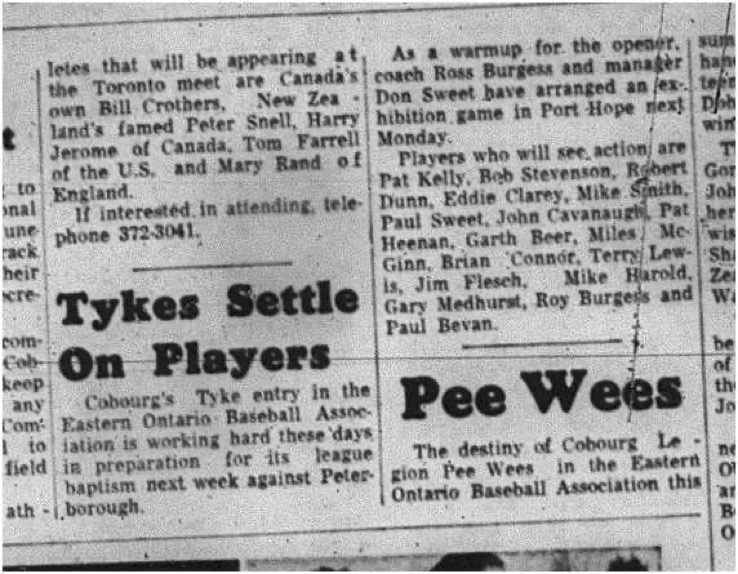 letes that will be appearing at
the Toronto meet are Canada's
own Bill Crothers, New Zea -
land's famed Peter Snell, Harry
Jerome of Canada, Tom Farrell
of the U.S. and Mary Rand of
England.
If interested in attending, tele-
phone 372-3041.
Tykes Settle
On Players
Cobourg's Tyke entry in the
Eastern Ontario Baseball Assoc-
iation is working hard these days
in preparation for its league
baptism next week against Peter-
borough.
As a warmup for the opener,
coach Ross Burgess and manager
Don Sweet have arranged an ex-
hibition game in Port Hope next
Monday.
Players who will see action are
Pat Kelly, Bob Stevenson, Robert
Dunn, Eddie Clarey, Mike Smith,
Paul Sweet, John Cavanaugh, Pat
Heenan, Garth Beer, Miles Mc-
Ginn, Brian 'Connor, Terry Lew-
is, Jim Flesch, Mike Harold,
Gary Medhurst, Roy Burgess and
Paul Bevan.
Pee Wees
The destiny of Cobourg Le -
gion Pee Wees in the Eastern
Ontario Baseball Association this